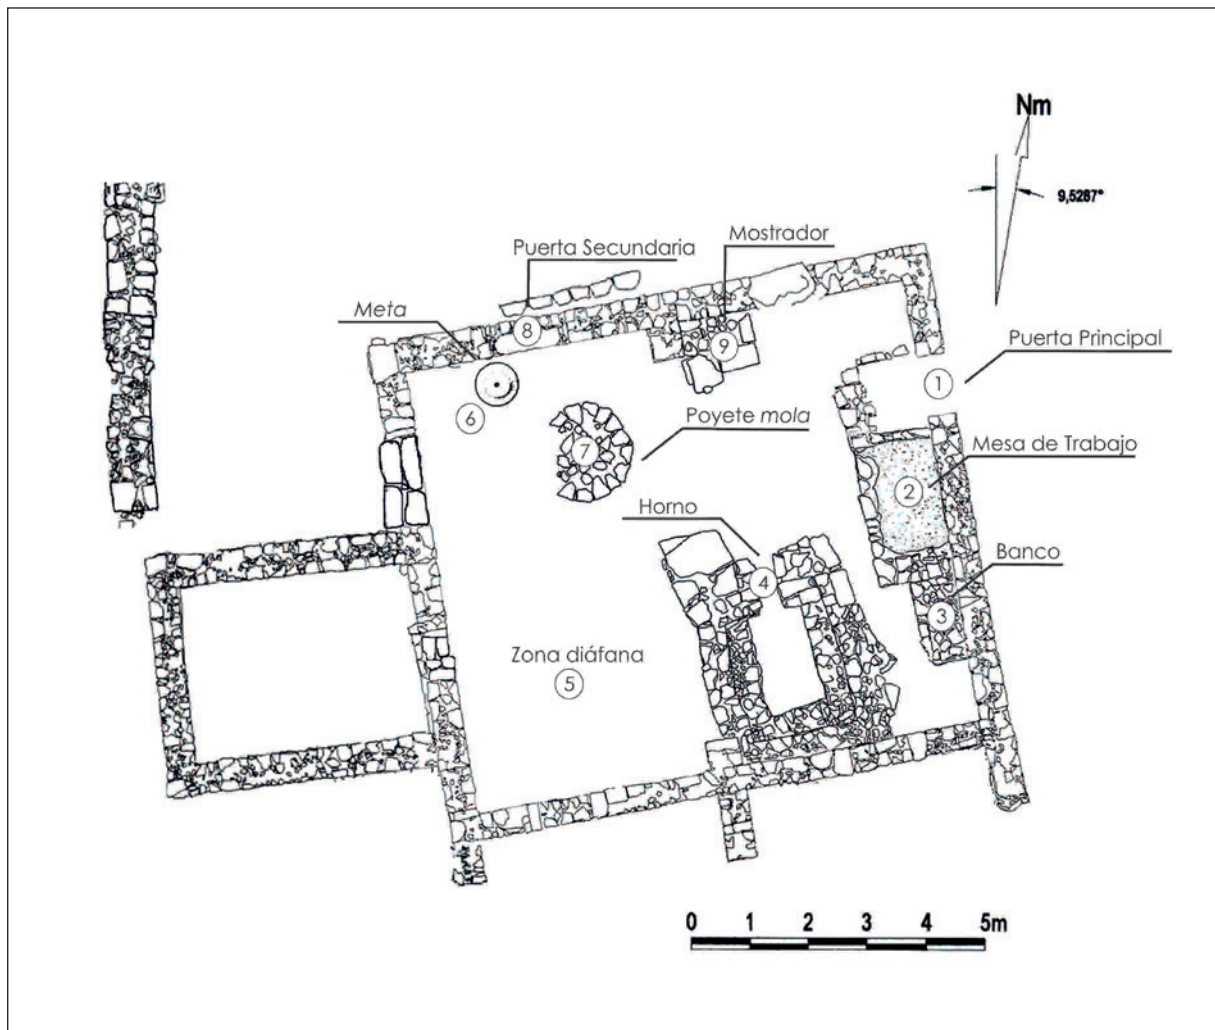 Nm
9,5287°
Puerta Secundaria
Mostrador
Meta
8
9
Puerta Principal
1
6
7
Poyete mola
Mesa de Trabajo
2
Horno
4
Banco
3
Zona diáfana
5
0 1 2 3 4 5m